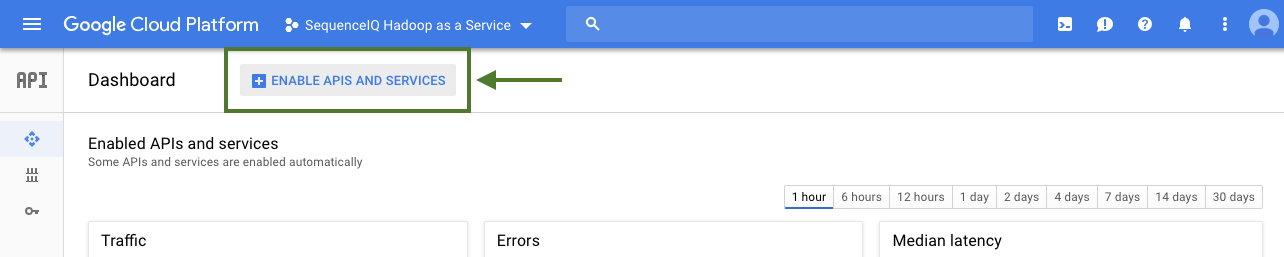 Google Cloud Platform SequenceIQ Hadoop as a Service
API Dashboard ENABLE APIS AND SERVICES
Enabled APIs and services
Some APIs and services are enabled automatically
1 hour 6 hours 12 hours 1 day 2 days 4 days 7 days 14 days 30 days
Traffic Errors Median latency